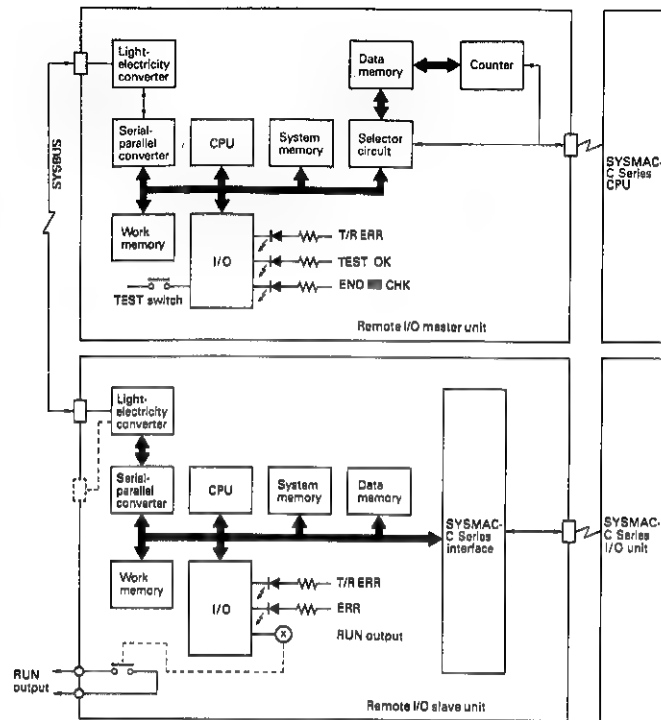 Light-
electricity
converter
Data
memory
Counter
Serial-
parallel
converter
CPU
System
memory
Selector
circuit
SYSBUS
SYSMAC-
C Series
CPU
Work
memory
I/O
T/R ERR
TEST OK
END CHK
TEST switch
Remote I/O master unit
Light-
electricity
converter
Serial-
parallel
converter
CPU
System
memory
Data
memory
SYSMAC-
C Series
interface
SYSMAC-
C Series
I/O unit
Work
memory
I/O
T/R ERR
ERR
RUN output
X
RUN
output
Remote I/O slave unit